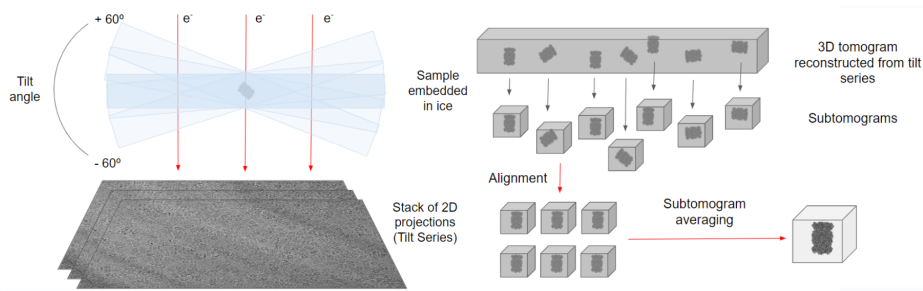 + 60º
e-
e-
e-
Tilt
angle
- 60º
Sample
embedded
in ice
Stack of 2D
projections
(Tilt Series)
3D tomogram
reconstructed from tilt
series
Subtomograms
Alignment
Subtomogram
averaging